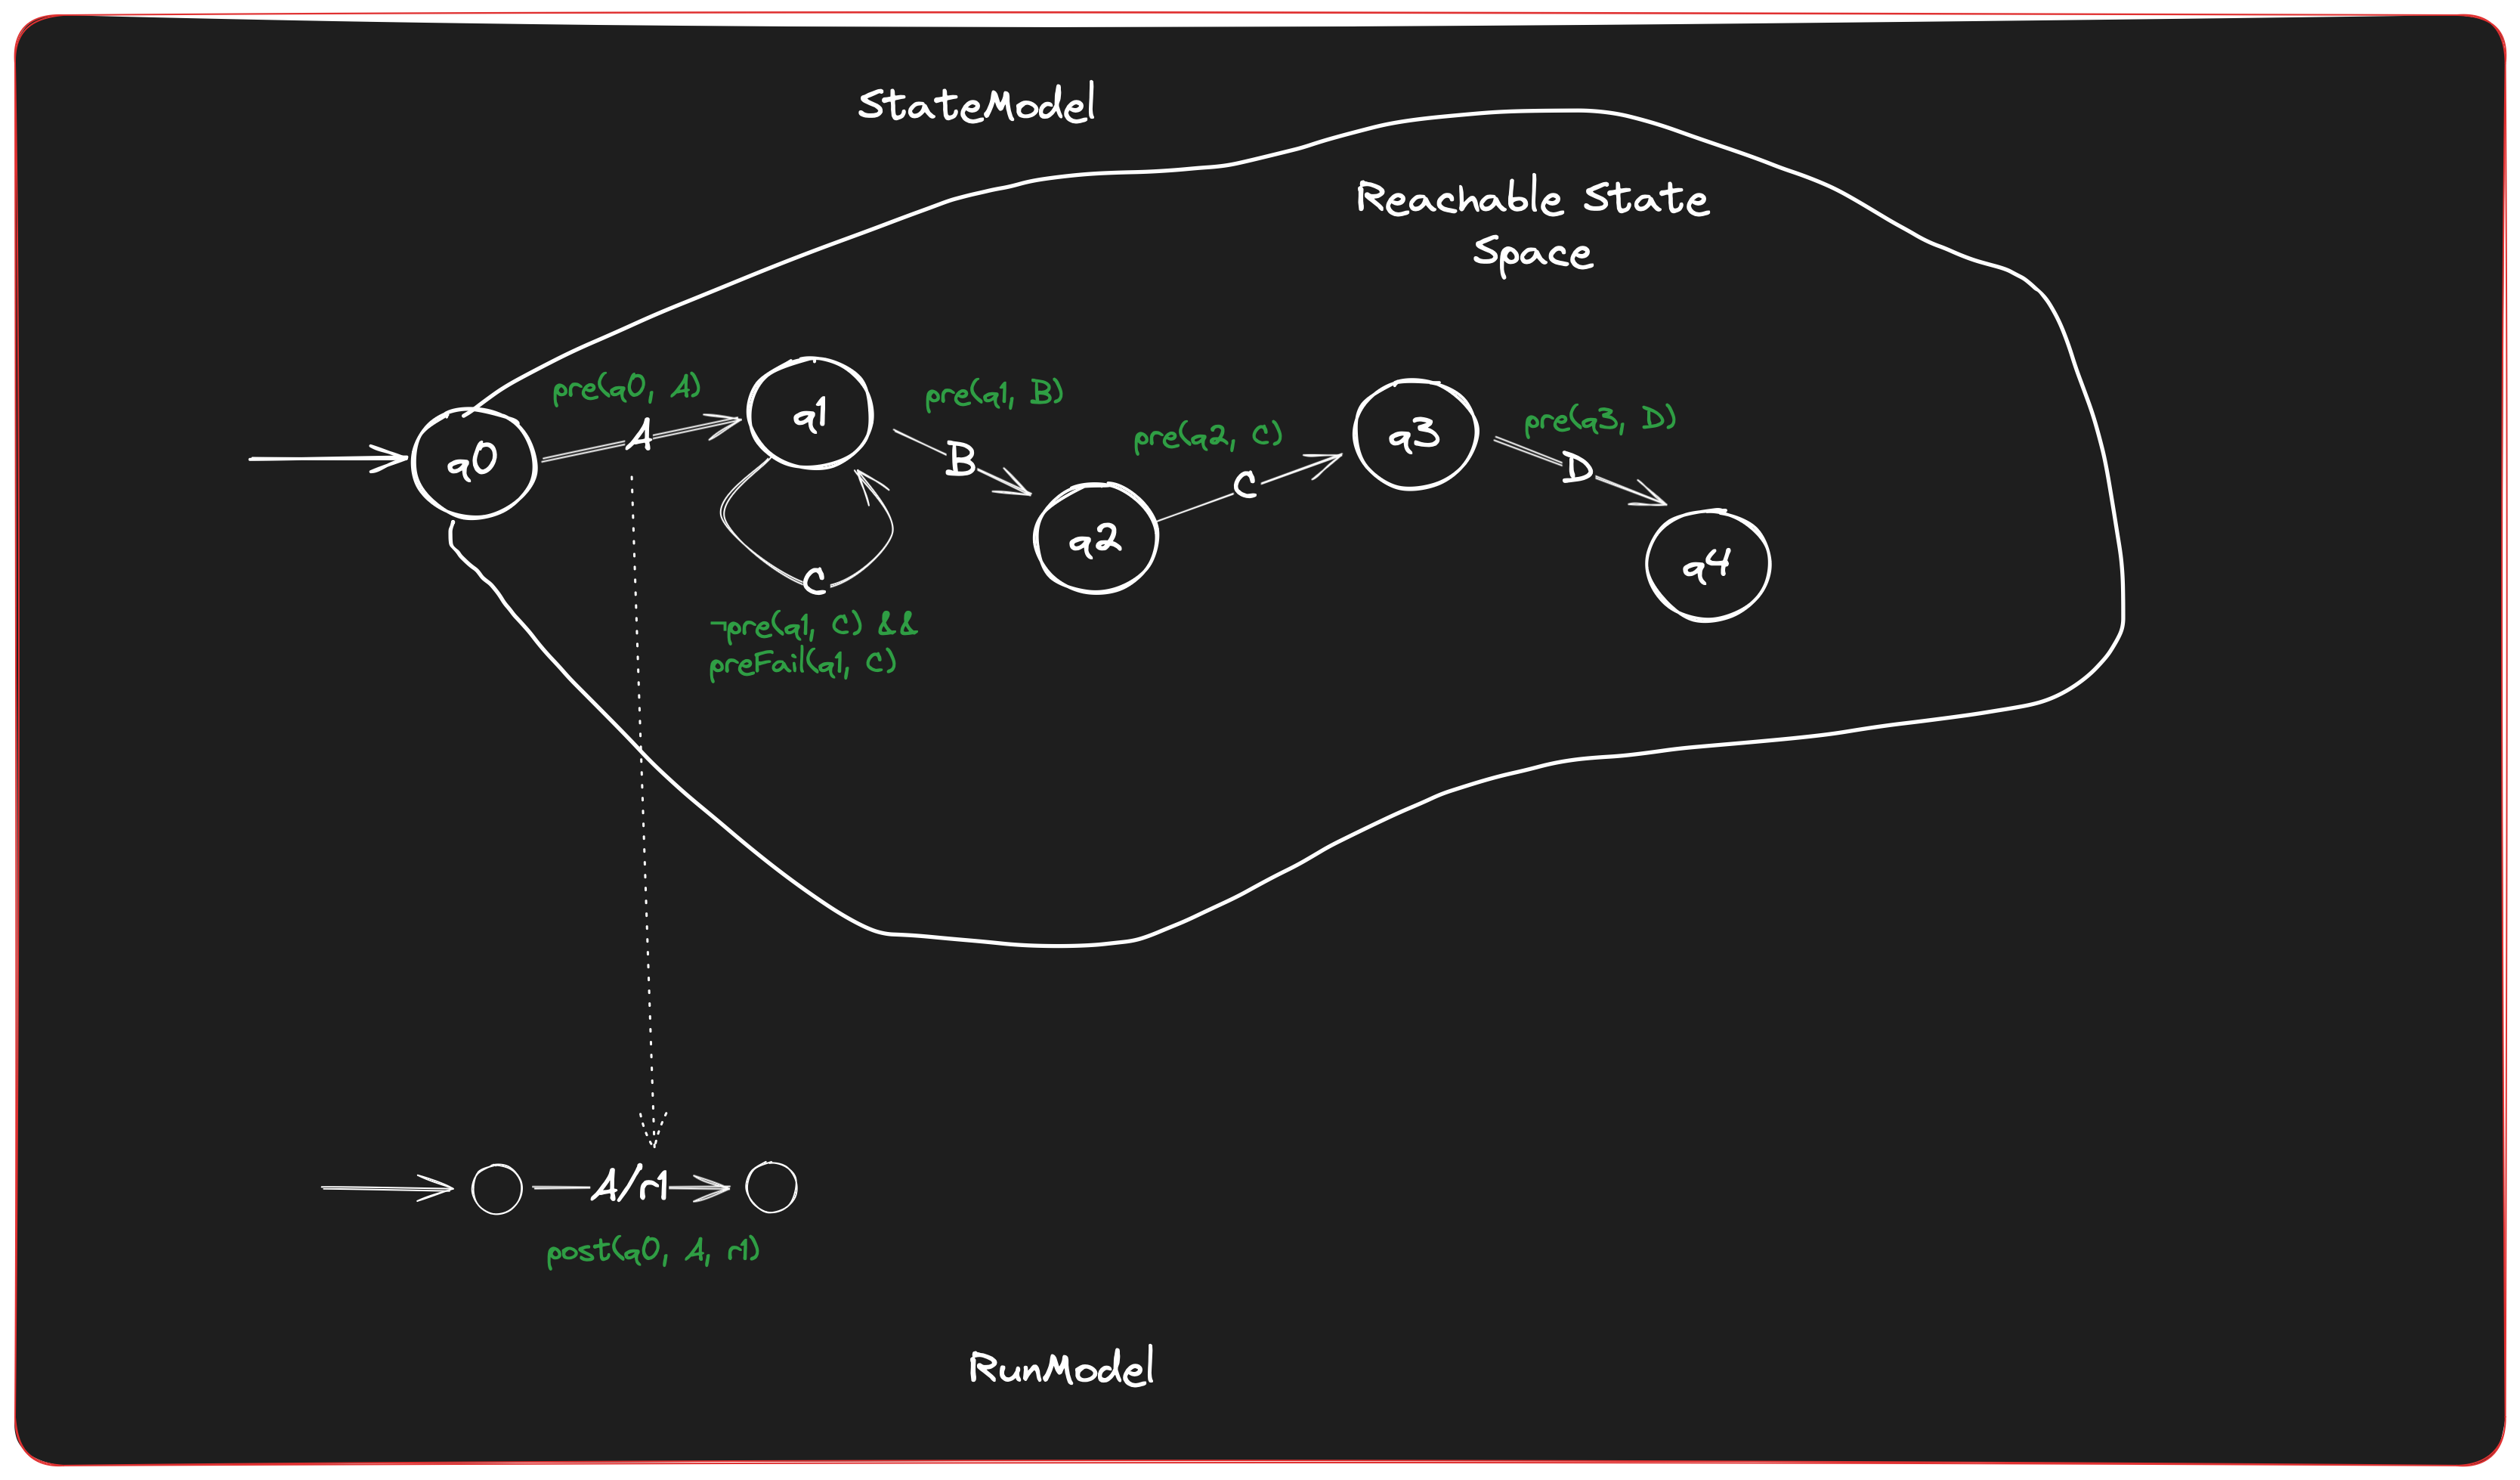 StateModel
Reachable State
Space
pre(q0, A)
A
q0
q1
pre(q1, B)
B
pre(q2, C)
C
q2
q3
pre(q3, D)
D
q4
C
¬pre(q1, C) &&
preFail(q1, C)
A/r1
post(q0, A, r1)
RunModel